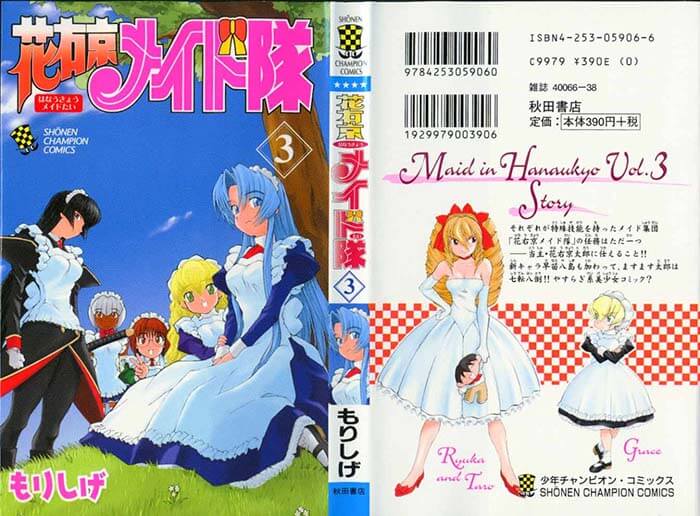 花右京メイド隊
はなうきょう
メイドたい
SHŌNEN
CHAMPION
COMICS
3
もりしげ
SHŌNEN
CHAMPION
COMICS
花右京メイド隊
はなうきょう
3
もりしげ
秋田書店
9784253059060
1929979003906
ISBN4-253-05906-6
C9979 ¥390E (0)
雑誌 40066-38
秋田書店
定価：本体390円+税
Maid in Hanaukyo Vol.3
Story
それぞれが特殊技能を持ったメイド集団
「花右京メイド隊」の任務はただ一つ
──当主・花右京太郎に仕えること!!
新キャラ早苗八島も加わって、ますます太郎は
七転八倒!! やすらぎ系美少女コミック?
Ryuka
and
Taro
Grace
少年チャンピオン・コミックス
SHŌNEN CHAMPION COMICS